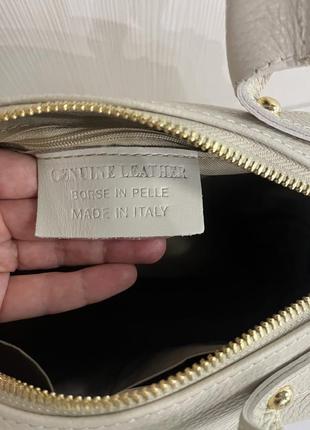 GENUINE LEATHER
BORSE IN PELLE
MADE IN ITALY